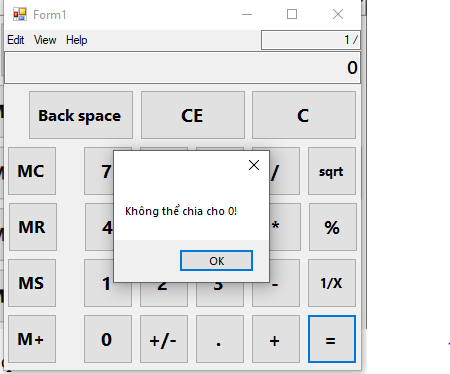 Form1
Edit View Help
1 /
0
Back space CE C
MC 7 / sqrt
Không thể chia cho 0!
MR 4 * %
OK
MS 1 2 3 - 1/X
M+ 0 +/- . + =